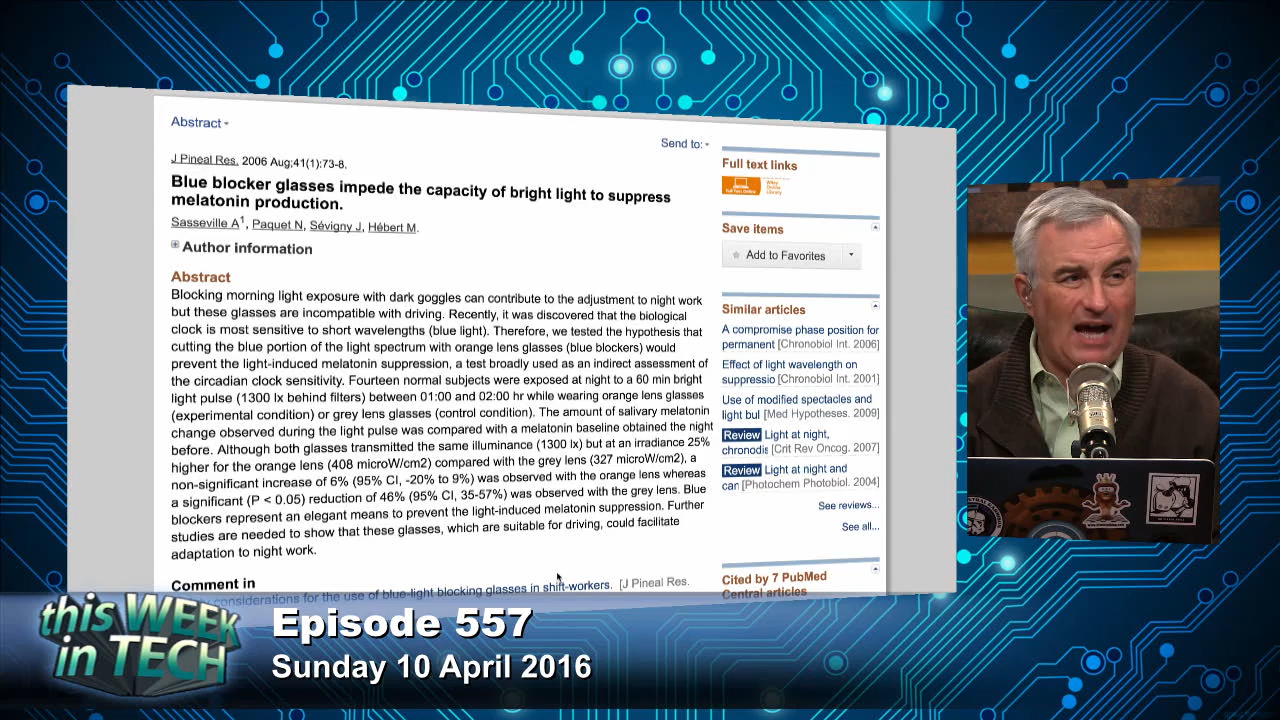 Abstract
Send to:
J Pineal Res. 2006 Aug;41(1):73-8.
Blue blocker glasses impede the capacity of bright light to suppress
melatonin production.
Sasseville A1, Paquet N, Sévigny J, Hébert M.
Author information
Abstract
Blocking morning light exposure with dark goggles can contribute to the adjustment to night work
but these glasses are incompatible with driving. Recently, it was discovered that the biological
clock is most sensitive to short wavelengths (blue light). Therefore, we tested the hypothesis that
cutting the blue portion of the light spectrum with orange lens glasses (blue blockers) would
prevent the light-induced melatonin suppression, a test broadly used as an indirect assessment of
the circadian clock sensitivity. Fourteen normal subjects were exposed at night to a 60 min bright
light pulse (1300 lx behind filters) between 01:00 and 02:00 hr while wearing orange lens glasses
(experimental condition) or grey lens glasses (control condition). The amount of salivary melatonin
change observed during the light pulse was compared with a melatonin baseline obtained the night
before. Although both glasses transmitted the same illuminance (1300 lx) but at an irradiance 25%
higher for the orange lens (408 microW/cm2) compared with the grey lens (327 microW/cm2), a
non-significant increase of 6% (95% CI, -20% to 9%) was observed with the orange lens whereas
a significant (P < 0.05) reduction of 46% (95% CI, 35-57%) was observed with the grey lens. Blue
blockers represent an elegant means to prevent the light-induced melatonin suppression. Further
studies are needed to show that these glasses, which are suitable for driving, could facilitate
adaptation to night work.
Comment in
considerations for the use of blue-light blocking glasses in shift-workers. [J Pineal Res.
Full text links
Full Text Online
Wiley
Online
Library
Save items
Add to Favorites
Similar articles
A compromise phase position for
permanent [Chronobiol Int. 2006]
Effect of light wavelength on
suppressio [Chronobiol Int. 2001]
Use of modified spectacles and
light bul [Med Hypotheses. 2009]
Review Light at night,
chronodis [Crit Rev Oncog. 2007]
Review Light at night and
can [Photochem Photobiol. 2004]
See reviews...
See all...
Cited by 7 PubMed
Central articles
this WEEK
in TECH
Episode 557
Sunday 10 April 2016